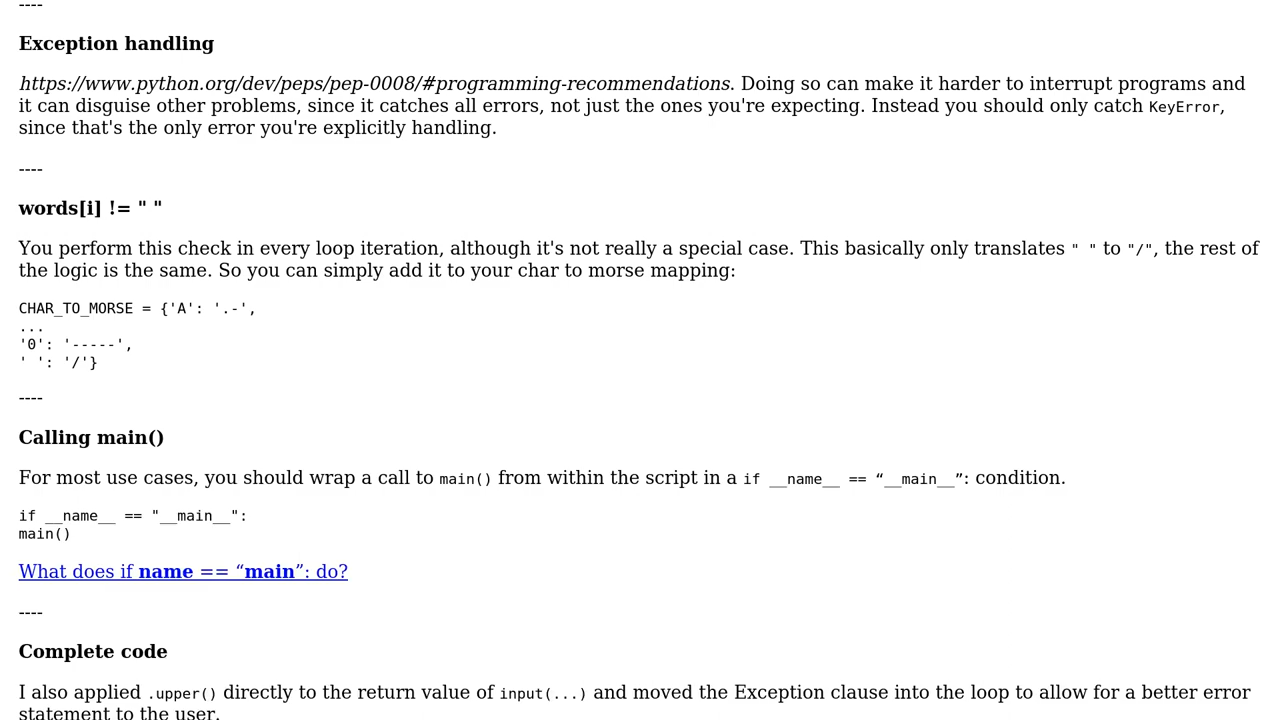 ----
Exception handling
https://www.python.org/dev/peps/pep-0008/#programming-recommendations. Doing so can make it harder to interrupt programs and
it can disguise other problems, since it catches all errors, not just the ones you're expecting. Instead you should only catch KeyError,
since that's the only error you're explicitly handling.
----
words[i] != " "
You perform this check in every loop iteration, although it's not really a special case. This basically only translates " " to "/", the rest of
the logic is the same. So you can simply add it to your char to morse mapping:
CHAR_TO_MORSE = {'A': '.-',
...
'0': '-----',
' ': '/'}
----
Calling main()
For most use cases, you should wrap a call to main() from within the script in a if __name__ == “__main__”: condition.
if __name__ == "__main__":
main()
What does if name == “main”: do?
----
Complete code
I also applied .upper() directly to the return value of input(...) and moved the Exception clause into the loop to allow for a better error
statement to the user.